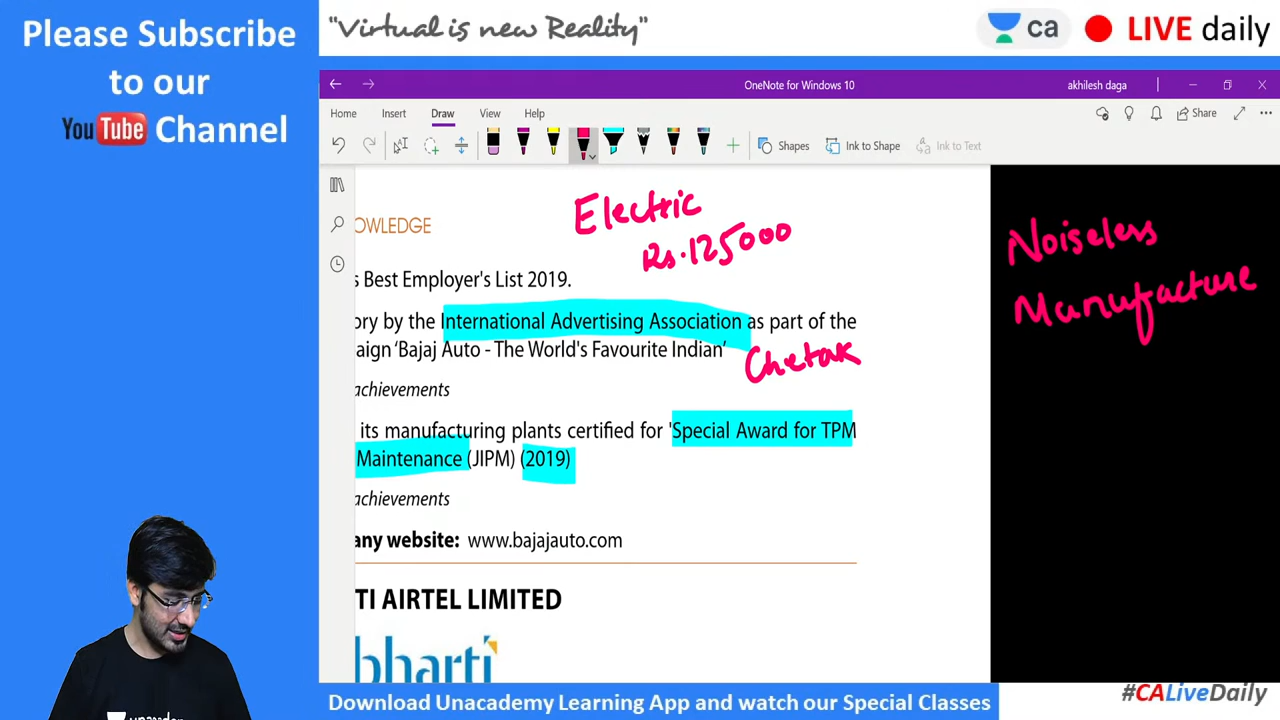 Please Subscribe
to our
YouTube Channel
"Virtual is new Reality"
ca
LIVE daily
OneNote for Windows 10
akhilesh daga
Home Insert Draw View Help
Share
Shapes
Ink to Shape
Ink to Text
OWLEDGE
Electric
Rs.125000
s Best Employer's List 2019.
ory by the International Advertising Association as part of the
aign ‘Bajaj Auto - The World's Favourite Indian’
Chetak
achievements
its manufacturing plants certified for 'Special Award for TPM
Maintenance (JIPM) (2019)
achievements
any website: www.bajajauto.com
TI AIRTEL LIMITED
bharti
Noiseless
Manufacture
Download Unacademy Learning App and watch our Special Classes
#CALiveDaily